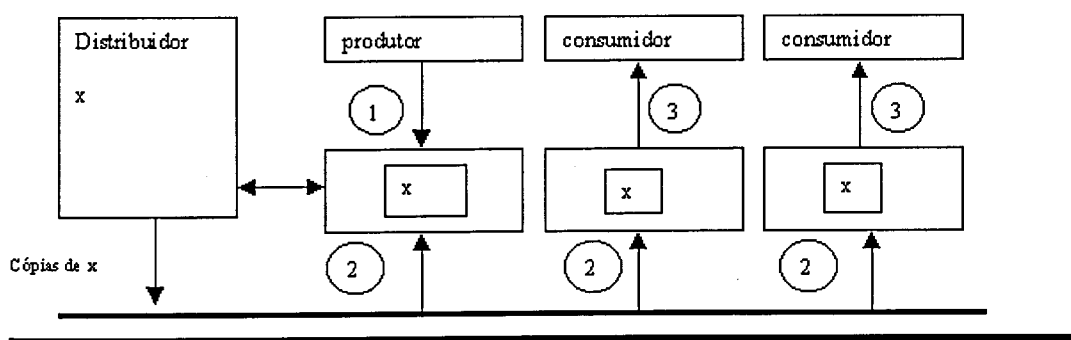 Distribuidor
x
produtor
consumidor
consumidor
1
3
3
x
x
x
2
2
2
Cópias de x